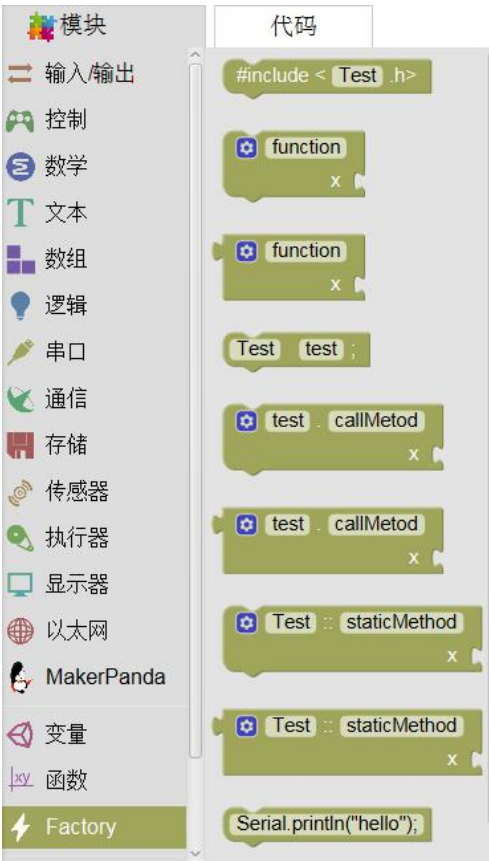 模块
代码
输入/输出
控制
数学
文本
数组
逻辑
串口
通信
存储
传感器
执行器
显示器
以太网
MakerPanda
变量
xy 函数
Factory
#include < Test .h>
function
x
function
x
Test test ;
test . callMetod
x
test . callMetod
x
Test :: staticMethod
x
Test :: staticMethod
x
Serial.println("hello");